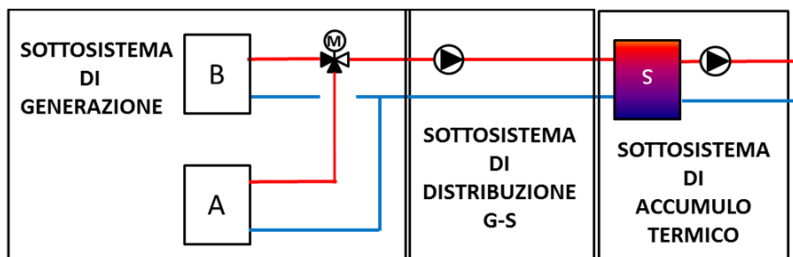 SOTTOSISTEMA
DI
GENERAZIONE
B
M
A
SOTTOSISTEMA
DI
DISTRIBUZIONE
G-S
S
SOTTOSISTEMA
DI
ACCUMULO
TERMICO